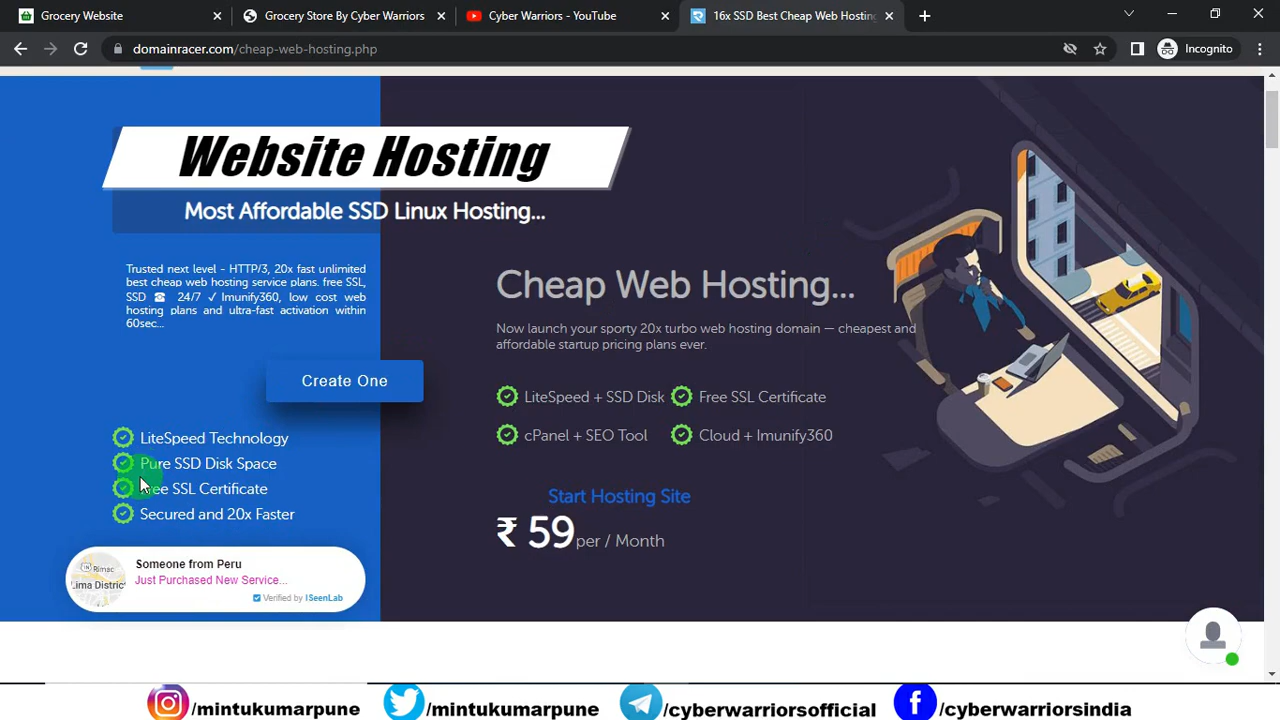 Grocery Website
Grocery Store By Cyber Warriors
Cyber Warriors - YouTube
16x SSD Best Cheap Web Hosting
domainracer.com/cheap-web-hosting.php
Incognito
Website Hosting
Most Affordable SSD Linux Hosting...
Trusted next level - HTTP/3, 20x fast unlimited
best cheap web hosting service plans. free SSL,
SSD ☎ 24/7 ✓ Imunify360, low cost web
hosting plans and ultra-fast activation within
60sec...
Create One
LiteSpeed Technology
Pure SSD Disk Space
Free SSL Certificate
Secured and 20x Faster
Cheap Web Hosting...
Now launch your sporty 20x turbo web hosting domain — cheapest and
affordable startup pricing plans ever.
LiteSpeed + SSD Disk
Free SSL Certificate
cPanel + SEO Tool
Cloud + Imunify360
Start Hosting Site
₹ 59 per / Month
Rimac
Lima District
Someone from Peru
Just Purchased New Service...
Verified by ISeenLab
/mintukumarpune
/mintukumarpune
/cyberwarriorsofficial
/cyberwarriorsindia